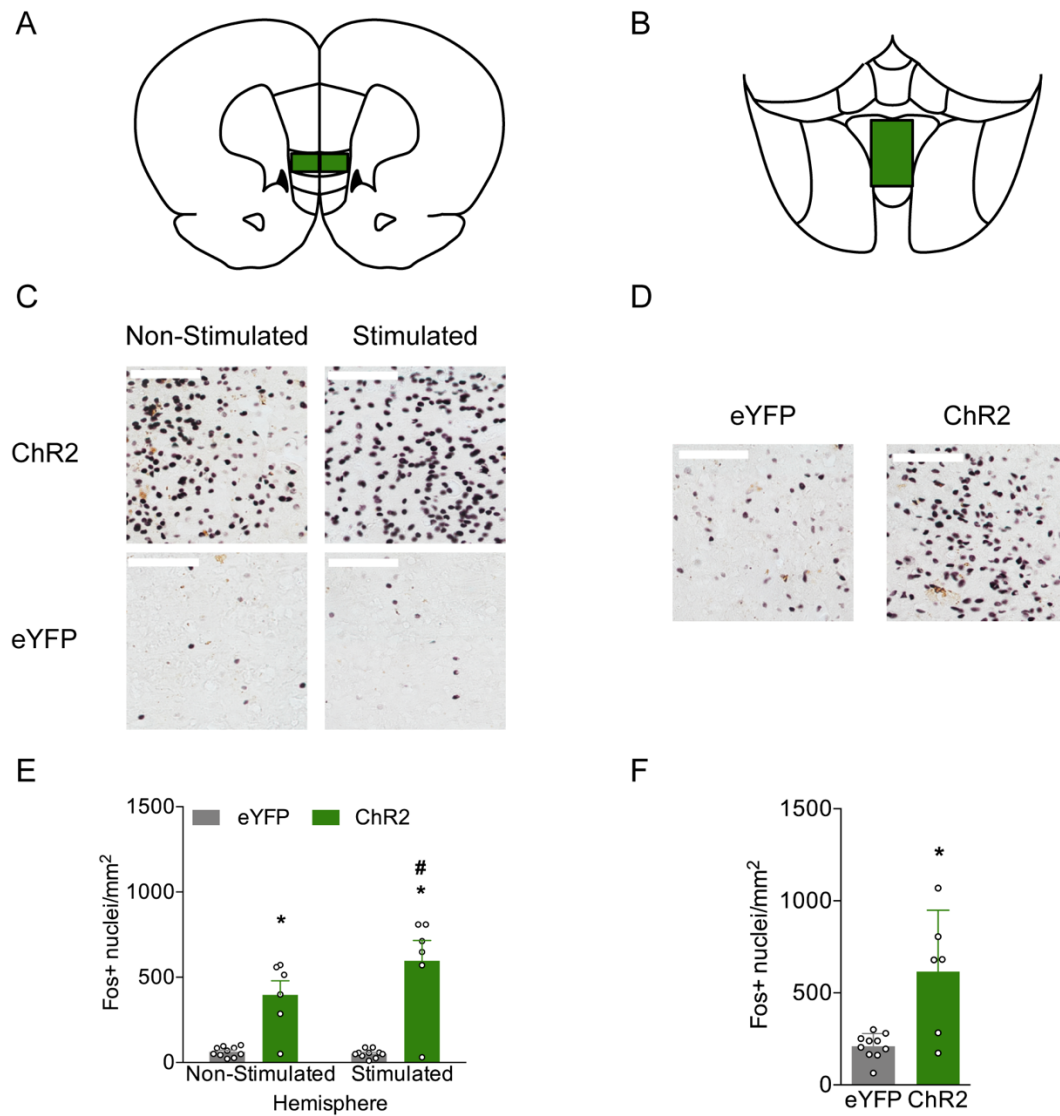 A
B
C
Non-Stimulated Stimulated
ChR2
eYFP
D
eYFP ChR2
E
eYFP ChR2
Fos+ nuclei/mm²
1500
1000
500
0
* # *
Non-Stimulated Stimulated
Hemisphere
F
Fos+ nuclei/mm²
1500
1000
500
0
*
eYFP ChR2